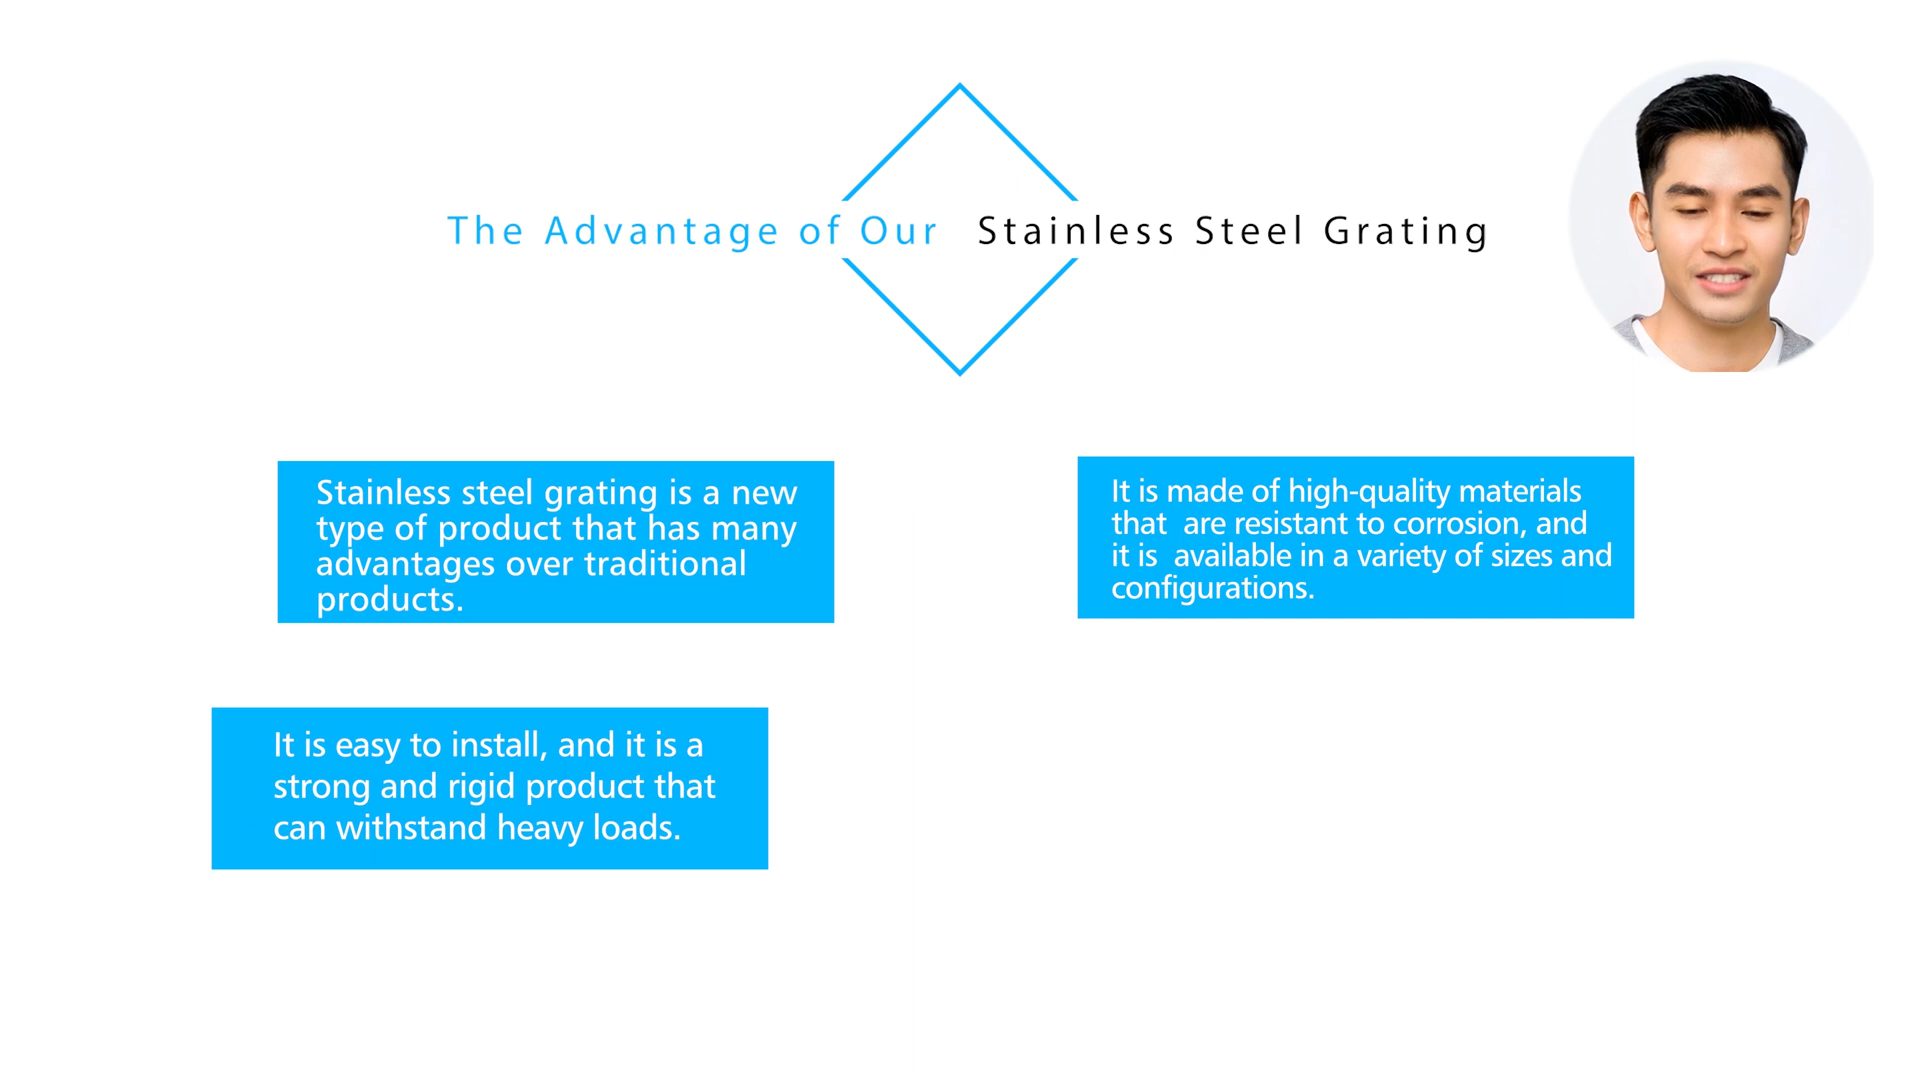 The Advantage of Our Stainless Steel Grating
Stainless steel grating is a new
type of product that has many
advantages over traditional
products.
It is made of high-quality materials
that are resistant to corrosion, and
it is available in a variety of sizes and
configurations.
It is easy to install, and it is a
strong and rigid product that
can withstand heavy loads.